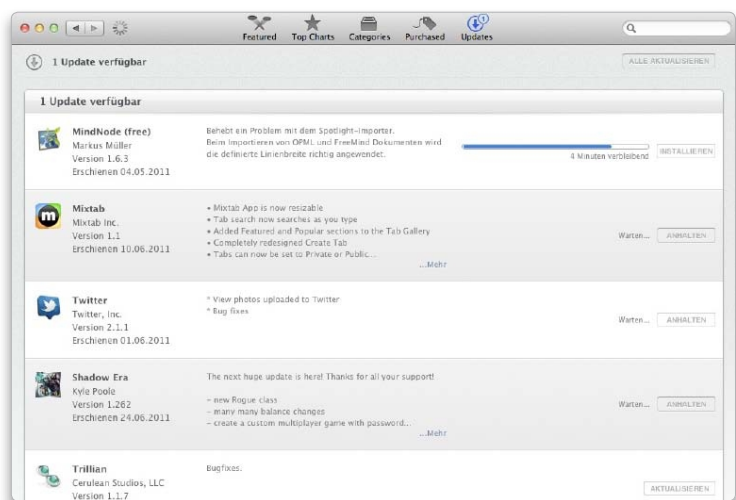 Featured Top Charts Categories Purchased Updates
1
1 Update verfügbar
ALLE AKTUALISIEREN
1 Update verfügbar
MindNode (free)
Markus Müller
Version 1.6.3
Erschienen 04.05.2011
Behebt ein Problem mit dem Spotlight-Importer.
Beim Importieren von OPML und FreeMind Dokumenten wird
die definierte Linienbreite richtig angewendet.
4 Minuten verbleibend
INSTALLIEREN
Mixtab
Mixtab Inc.
Version 1.1
Erschienen 10.06.2011
• Mixtab App is now resizable
• Tab search now searches as you type
• Added Featured and Popular sections to the Tab Gallery
• Completely redesigned Create Tab
• Tabs can now be set to Private or Public...
...Mehr
Warten... ANHALTEN
Twitter
Twitter, Inc.
Version 2.1.1
Erschienen 01.06.2011
* View photos uploaded to Twitter
* Bug fixes
Warten... ANHALTEN
Shadow Era
Kyle Poole
Version 1.262
Erschienen 24.06.2011
The next huge update is here! Thanks for all your support!
- new Rogue class
- many many balance changes
- create a custom multiplayer game with password...
...Mehr
Warten... ANHALTEN
Trillian
Cerulean Studios, LLC
Version 1.1.7
Bugfixes.
AKTUALISIEREN